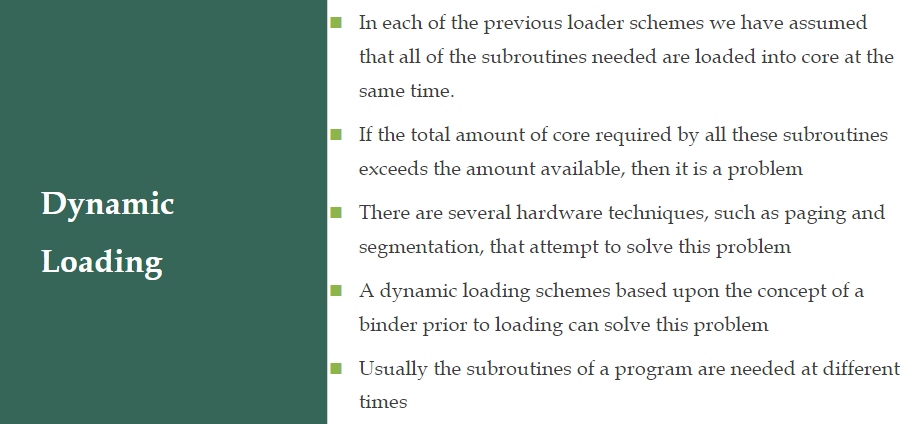 Dynamic
Loading
In each of the previous loader schemes we have assumed
that all of the subroutines needed are loaded into core at the
same time.
If the total amount of core required by all these subroutines
exceeds the amount available, then it is a problem
There are several hardware techniques, such as paging and
segmentation, that attempt to solve this problem
A dynamic loading schemes based upon the concept of a
binder prior to loading can solve this problem
Usually the subroutines of a program are needed at different
times